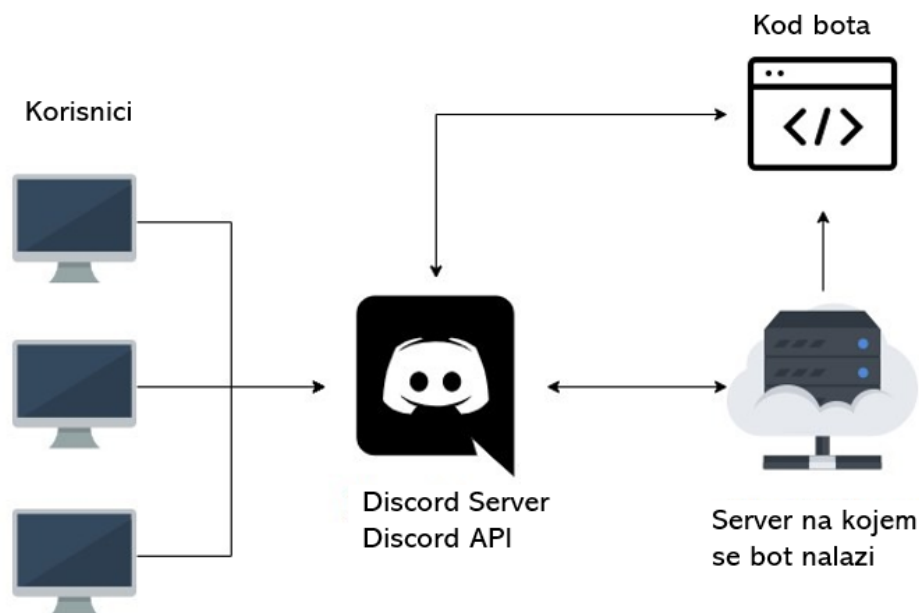 Kod bota
Korisnici
</>
Discord Server
Discord API
Server na kojem
se bot nalazi